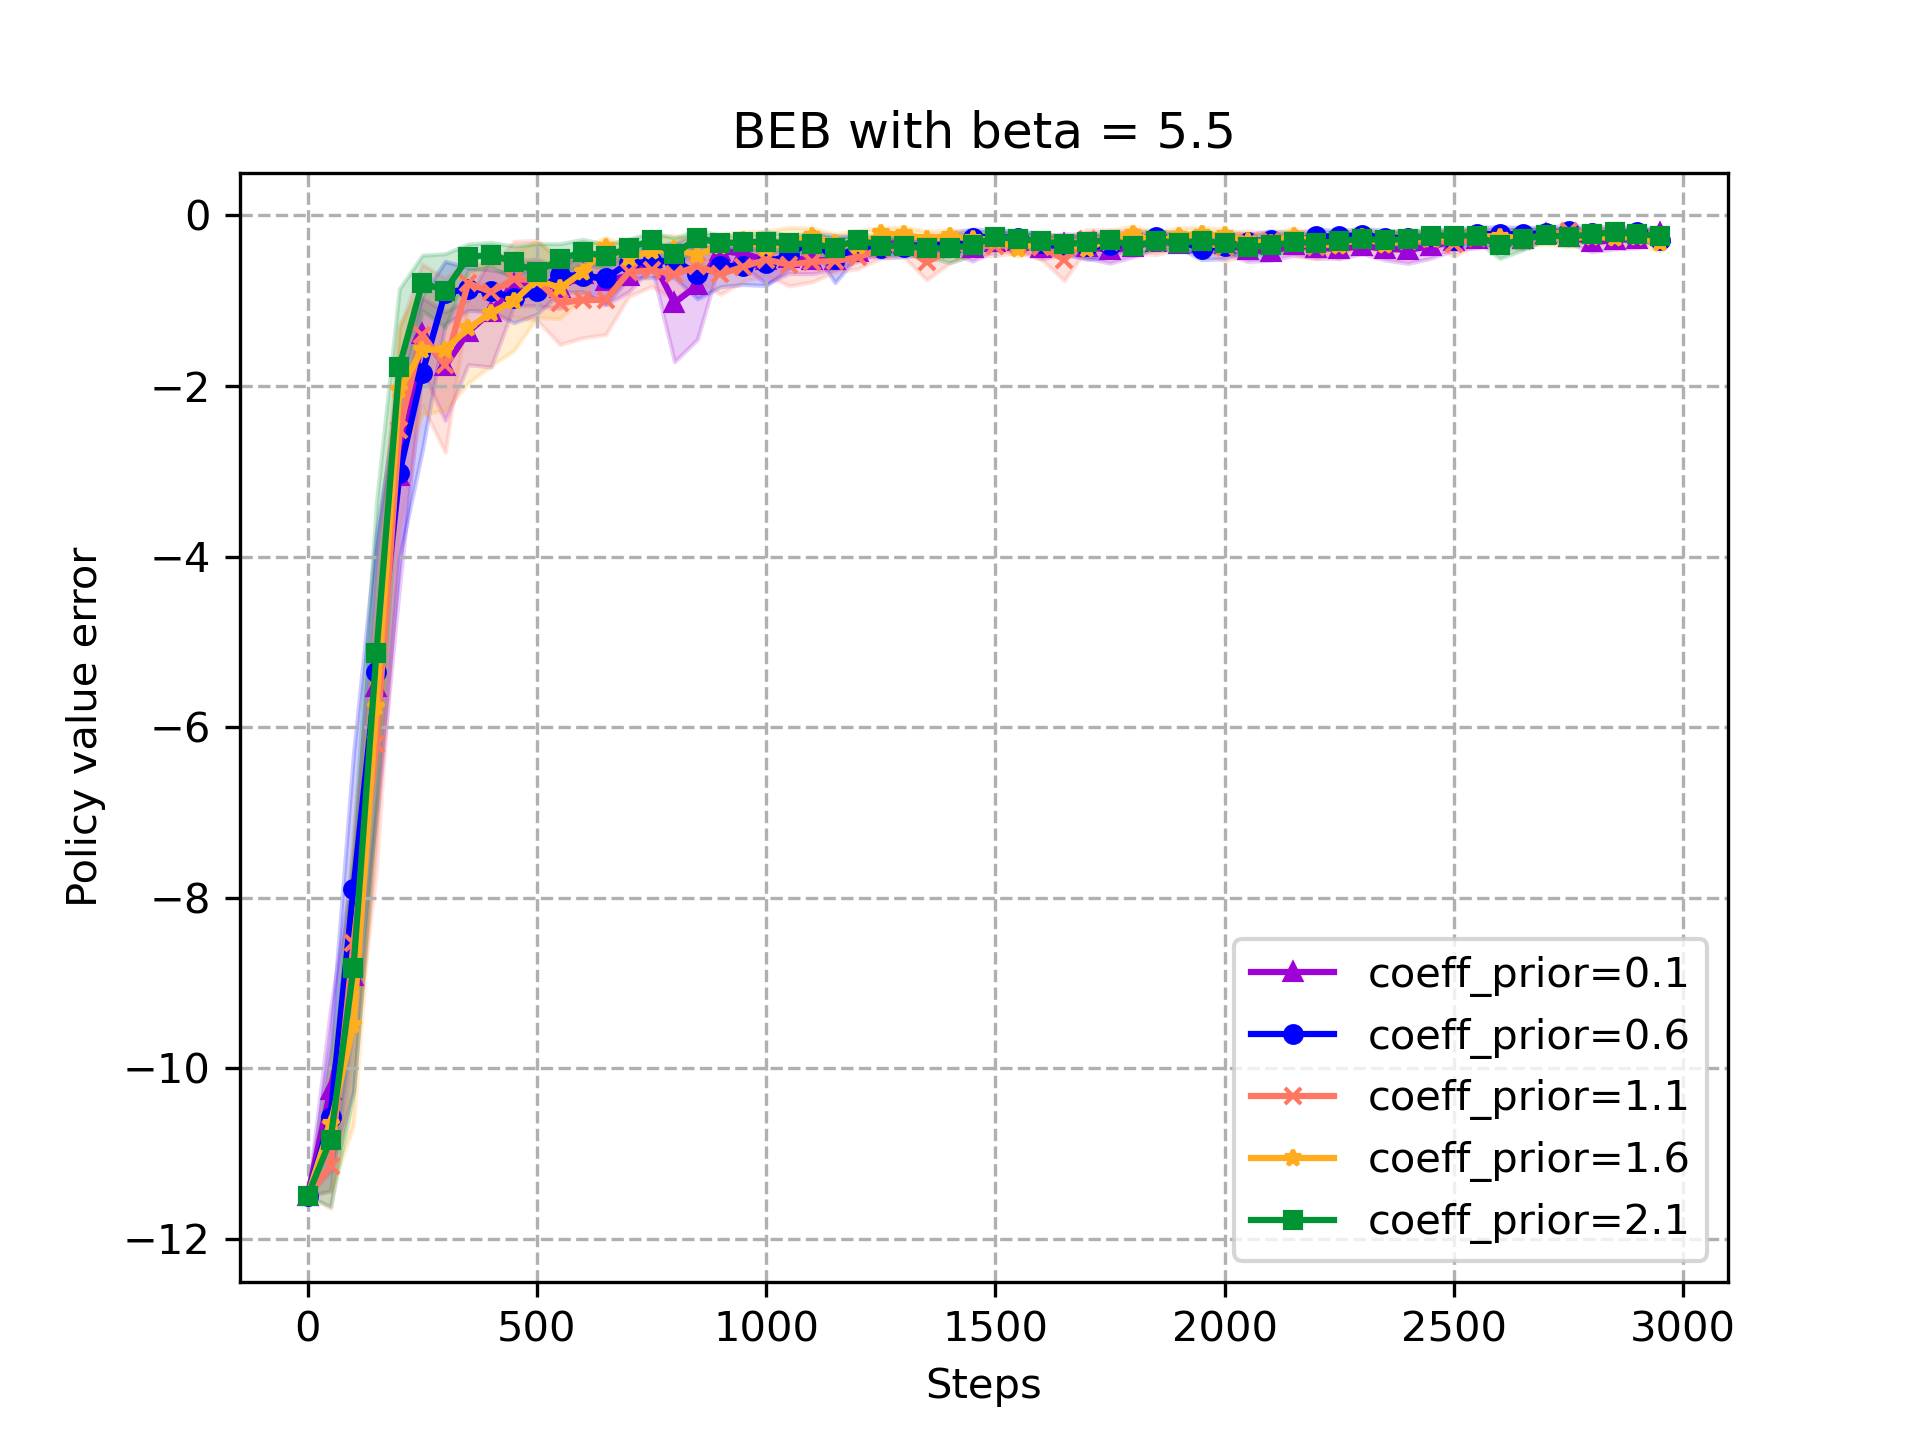 BEB with beta = 5.5
Policy value error
0
−2
−4
−6
−8
−10
−12
coeff_prior=0.1
coeff_prior=0.6
coeff_prior=1.1
coeff_prior=1.6
coeff_prior=2.1
0 500 1000 1500 2000 2500 3000
Steps